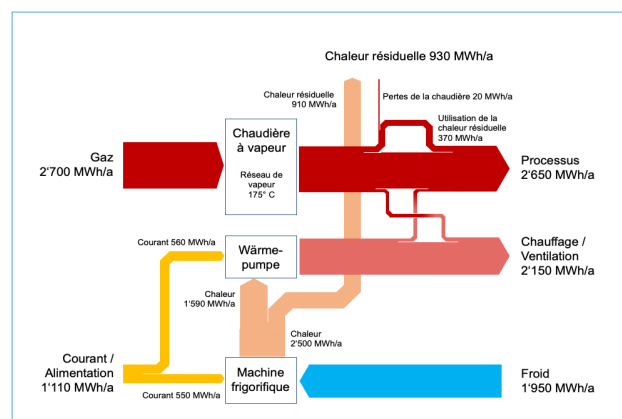 Chaleur résiduelle 930 MWh/a
Chaleur résiduelle
910 MWh/a
Pertes de la chaudière 20 MWh/a
Utilisation de la
chaleur résiduelle
370 MWh/a
Gaz
2‘700 MWh/a
Chaudière
à vapeur
Réseau de
vapeur
175° C
Processus
2‘650 MWh/a
Courant 560 MWh/a
Wärme-
pumpe
Chauffage /
Ventilation
2‘150 MWh/a
Chaleur
1‘590 MWh/a
Chaleur
2‘500 MWh/a
Courant /
Alimentation
1‘110 MWh/a
Courant 550 MWh/a
Machine
frigorifique
Froid
1‘950 MWh/a